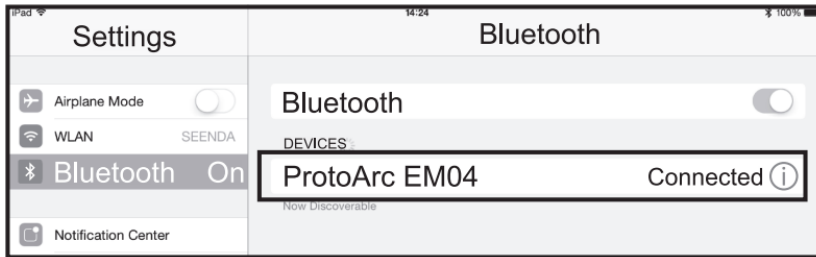 iPad 14:24 100%
Settings Bluetooth
Airplane Mode
WLAN SEENDA
Bluetooth On
Notification Center
Bluetooth
DEVICES
ProtoArc EM04 Connected
Now Discoverable